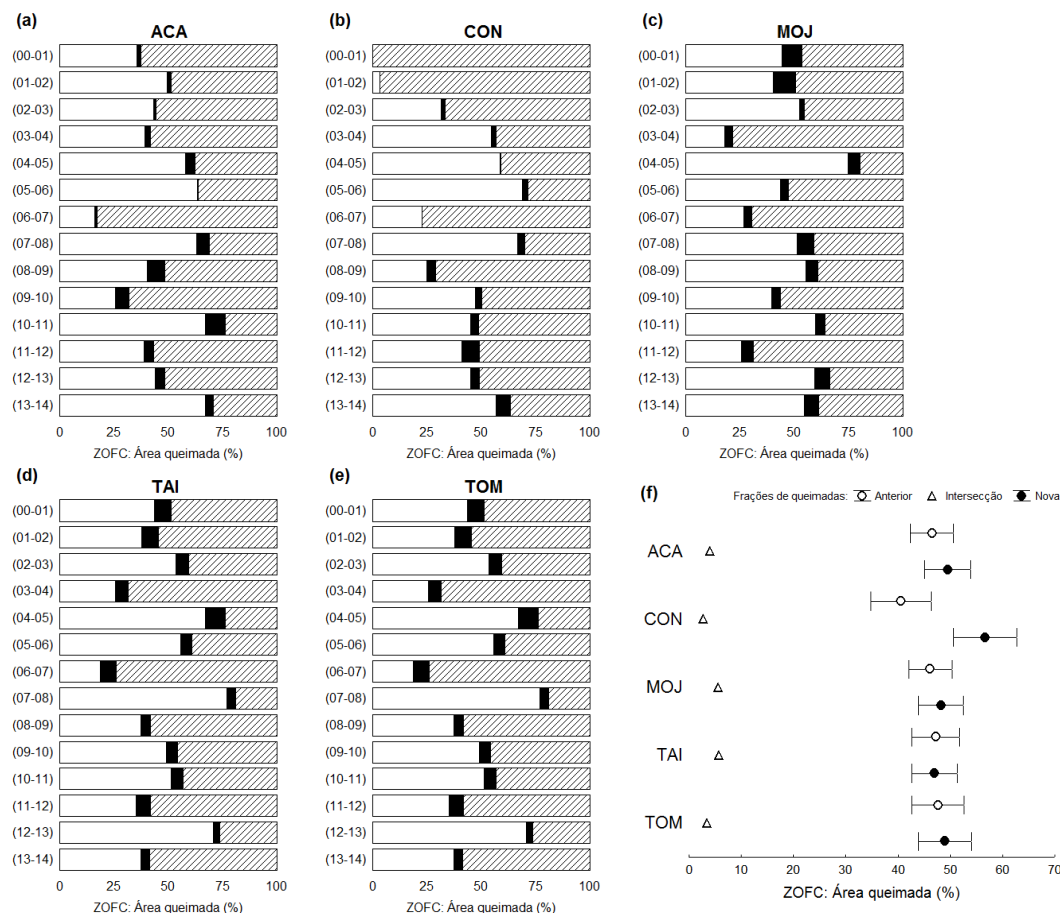 (a)
ACA
(00-01)
(01-02)
(02-03)
(03-04)
(04-05)
(05-06)
(06-07)
(07-08)
(08-09)
(09-10)
(10-11)
(11-12)
(12-13)
(13-14)
0 25 50 75 100
ZOFC: Área queimada (%)
(b)
CON
(00-01)
(01-02)
(02-03)
(03-04)
(04-05)
(05-06)
(06-07)
(07-08)
(08-09)
(09-10)
(10-11)
(11-12)
(12-13)
(13-14)
0 25 50 75 100
ZOFC: Área queimada (%)
(c)
MOJ
(00-01)
(01-02)
(02-03)
(03-04)
(04-05)
(05-06)
(06-07)
(07-08)
(08-09)
(09-10)
(10-11)
(11-12)
(12-13)
(13-14)
0 25 50 75 100
ZOFC: Área queimada (%)
(d)
TAI
(00-01)
(01-02)
(02-03)
(03-04)
(04-05)
(05-06)
(06-07)
(07-08)
(08-09)
(09-10)
(10-11)
(11-12)
(12-13)
(13-14)
0 25 50 75 100
ZOFC: Área queimada (%)
(e)
TOM
(00-01)
(01-02)
(02-03)
(03-04)
(04-05)
(05-06)
(06-07)
(07-08)
(08-09)
(09-10)
(10-11)
(11-12)
(12-13)
(13-14)
0 25 50 75 100
ZOFC: Área queimada (%)
(f)
Frações de queimadas: Anterior Intersecção Nova
ACA
CON
MOJ
TAI
TOM
0 10 20 30 40 50 60 70
ZOFC: Área queimada (%)